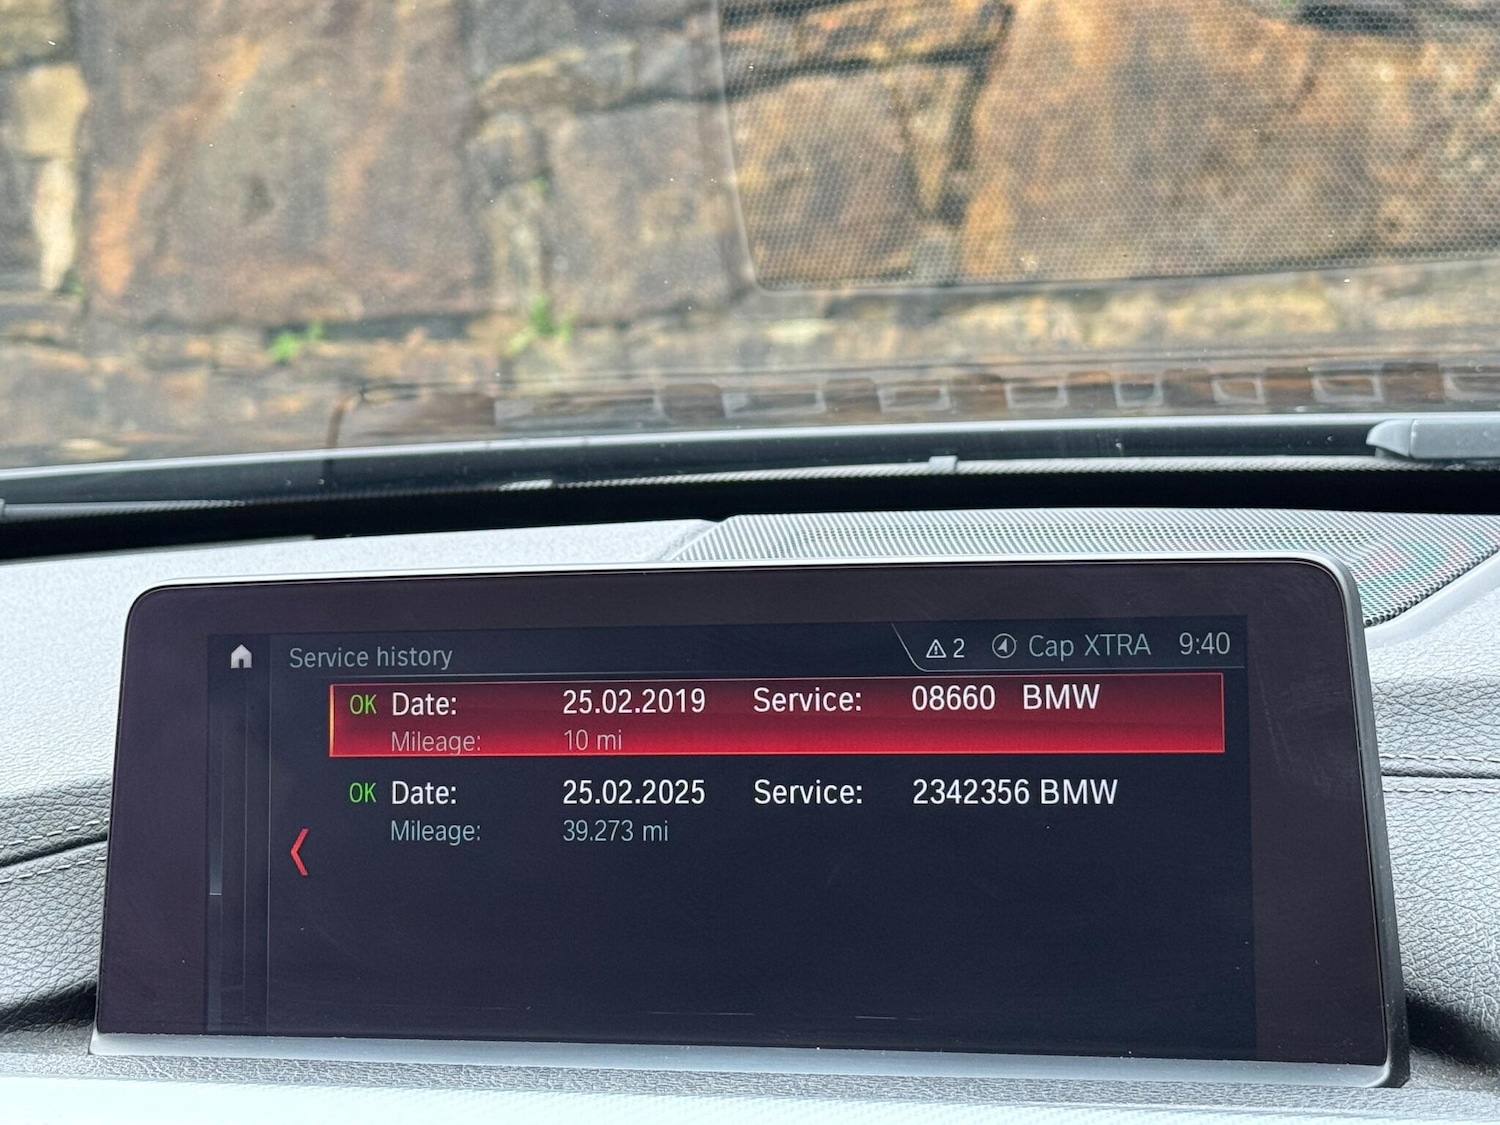 Service history 2 Cap XTRA 9:40
OK Date: 25.02.2019 Service: 08660 BMW
Mileage: 10 mi
OK Date: 25.02.2025 Service: 2342356 BMW
Mileage: 39.273 mi